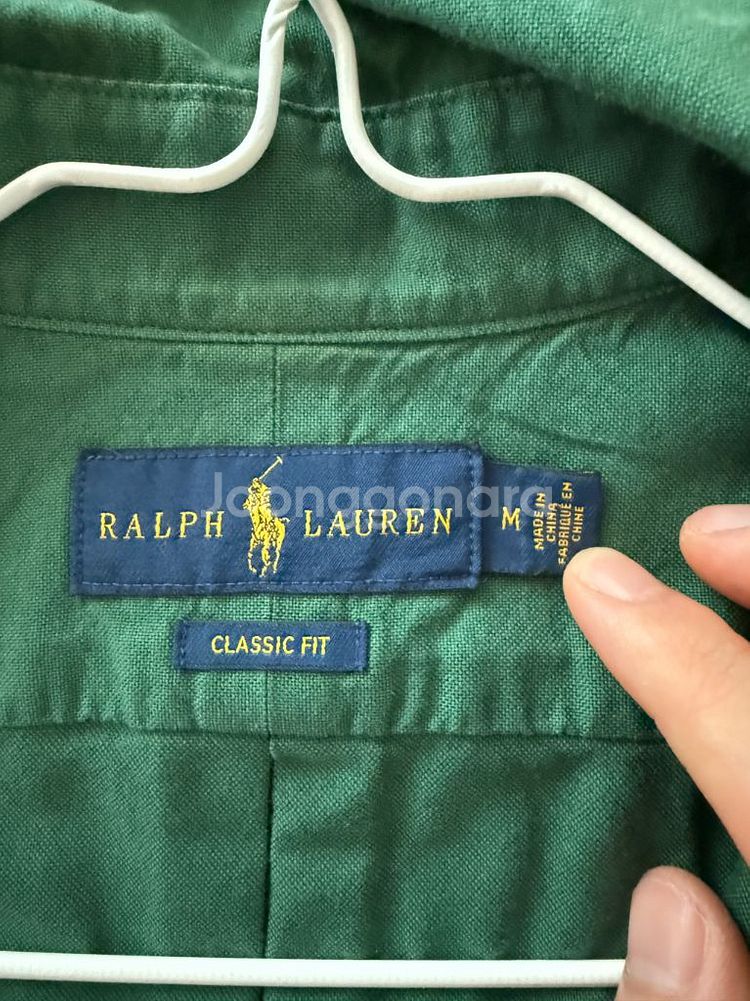 Joonggonara
RALPH LAUREN
M
MADE IN
CHINA
FABRIQUÉ EN
CHINE
CLASSIC FIT